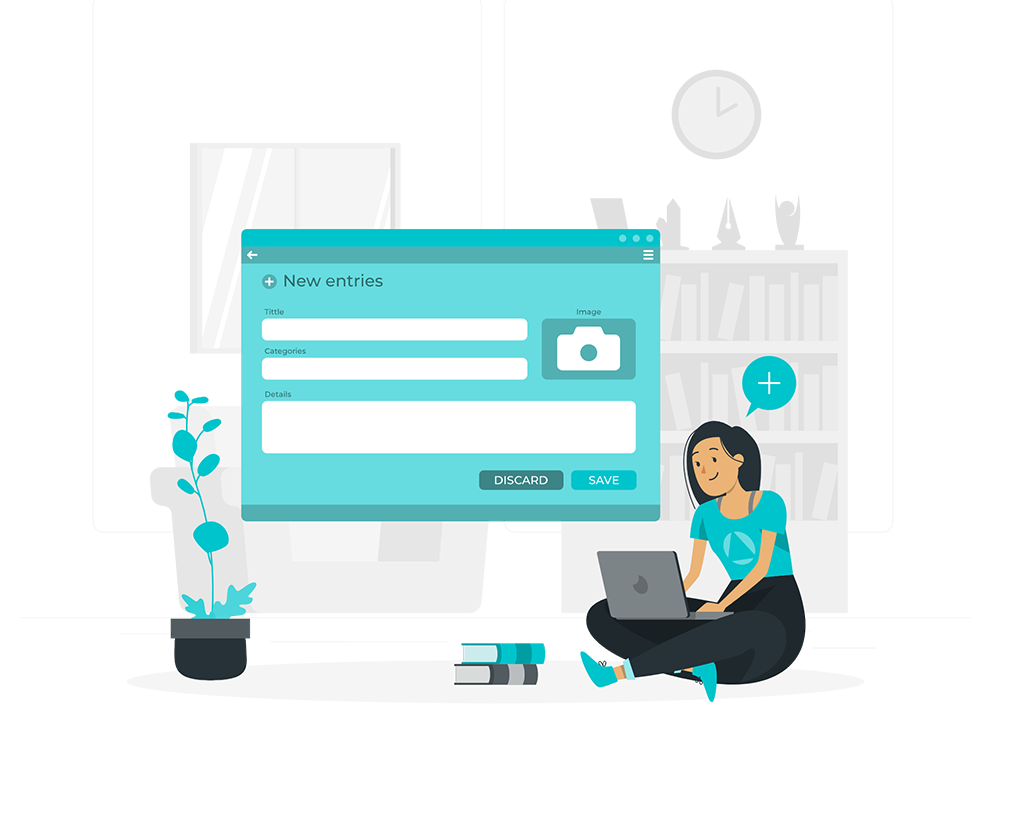 New entries
Tittle
Image
Categories
Details
DISCARD
SAVE